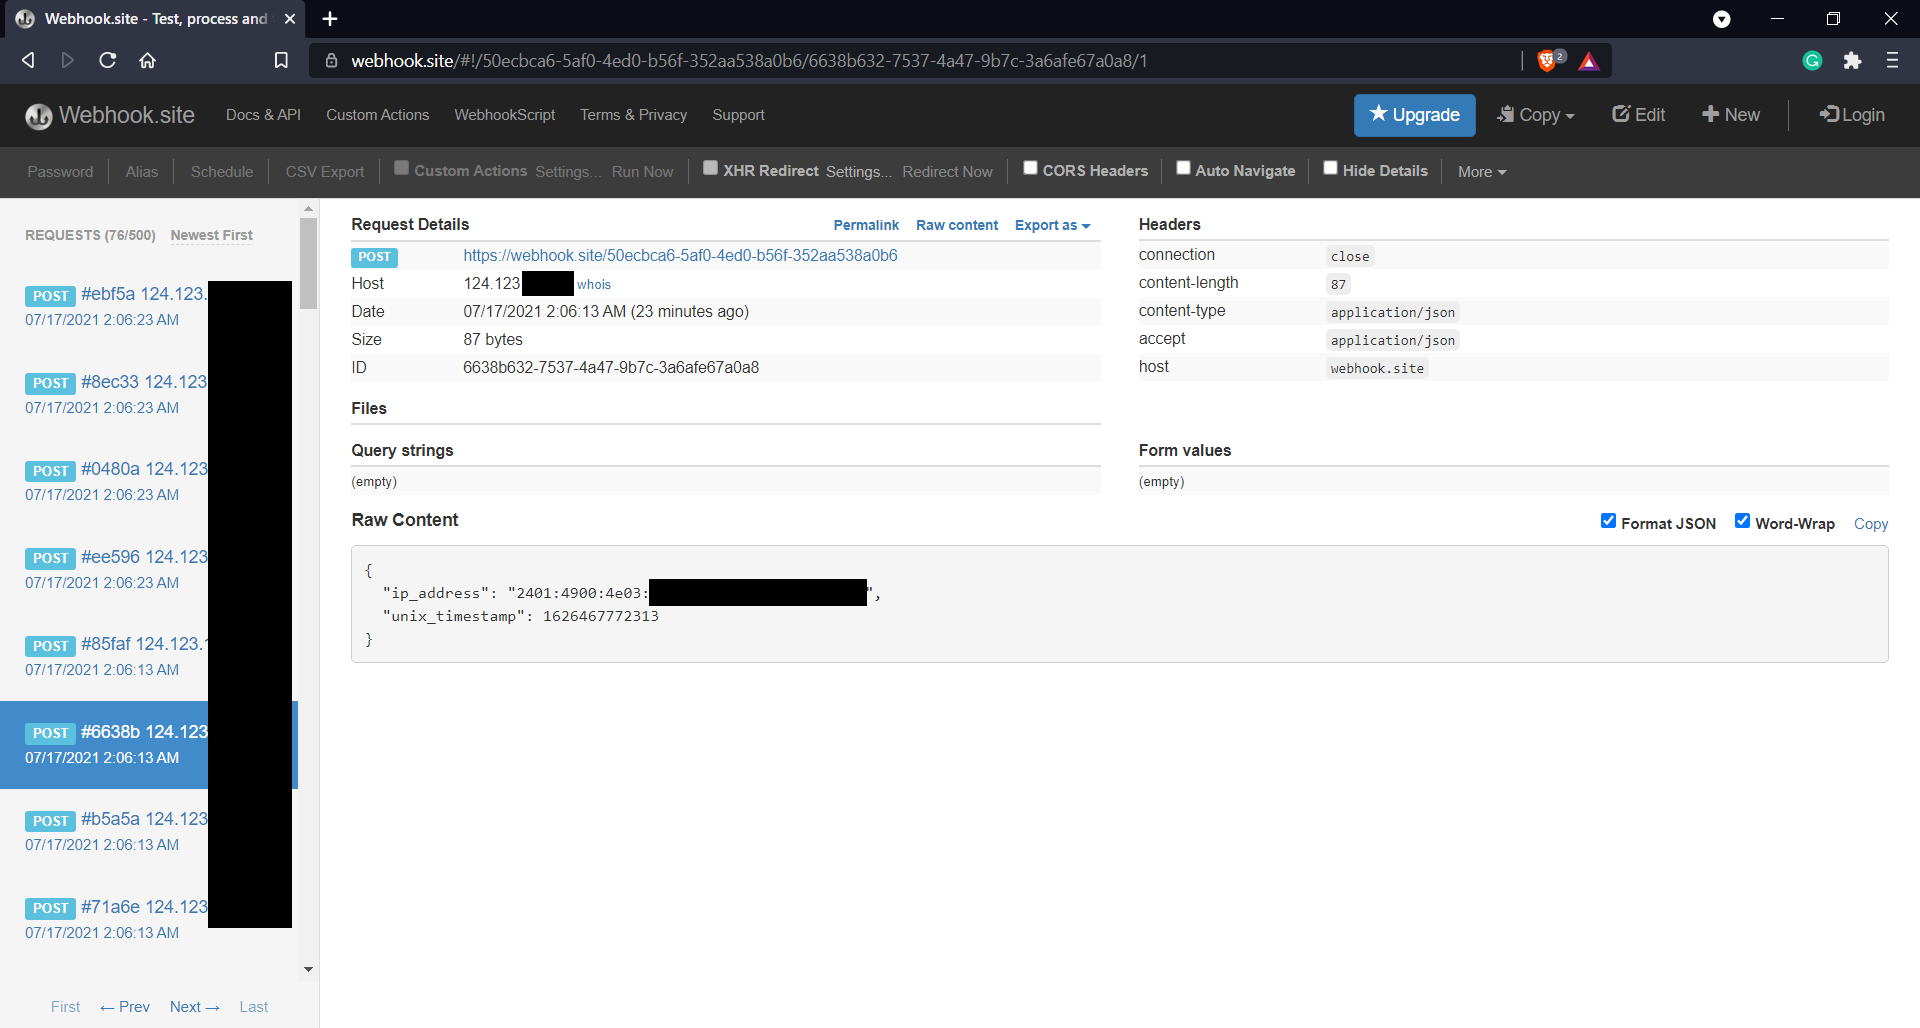 Webhook.site - Test, process and
webhook.site/#!/50ecbca6-5af0-4ed0-b56f-352aa538a0b6/6638b632-7537-4a47-9b7c-3a6afe67a0a8/1
2
Webhook.site Docs & API Custom Actions WebhookScript Terms & Privacy Support Upgrade Copy Edit New Login
Password Alias Schedule CSV Export Custom Actions Settings... Run Now XHR Redirect Settings... Redirect Now CORS Headers Auto Navigate Hide Details More
REQUESTS (76/500) Newest First
POST #ebf5a 124.123.
07/17/2021 2:06:23 AM
POST #8ec33 124.123
07/17/2021 2:06:23 AM
POST #0480a 124.123
07/17/2021 2:06:23 AM
POST #ee596 124.123
07/17/2021 2:06:23 AM
POST #85faf 124.123.
07/17/2021 2:06:13 AM
POST #6638b 124.123
07/17/2021 2:06:13 AM
POST #b5a5a 124.123
07/17/2021 2:06:13 AM
POST #71a6e 124.123
07/17/2021 2:06:13 AM
First ← Prev Next → Last
Request Details Permalink Raw content Export as
POST https://webhook.site/50ecbca6-5af0-4ed0-b56f-352aa538a0b6
Host 124.123 whois
Date 07/17/2021 2:06:13 AM (23 minutes ago)
Size 87 bytes
ID 6638b632-7537-4a47-9b7c-3a6afe67a0a8
Headers
connection close
content-length 87
content-type application/json
accept application/json
host webhook.site
Files
Query strings
(empty)
Form values
(empty)
Raw Content Format JSON Word-Wrap Copy
{
"ip_address": "2401:4900:4e03: ",
"unix_timestamp": 1626467772313
}